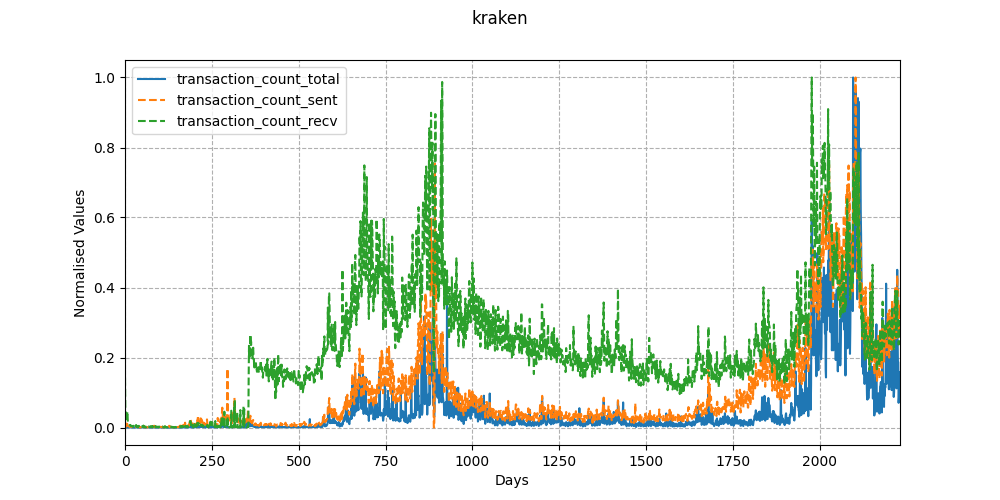 kraken
transaction_count_total
transaction_count_sent
transaction_count_recv
1.0
0.8
0.6
0.4
0.2
0.0
Normalised Values
0 250 500 750 1000 1250 1500 1750 2000
Days